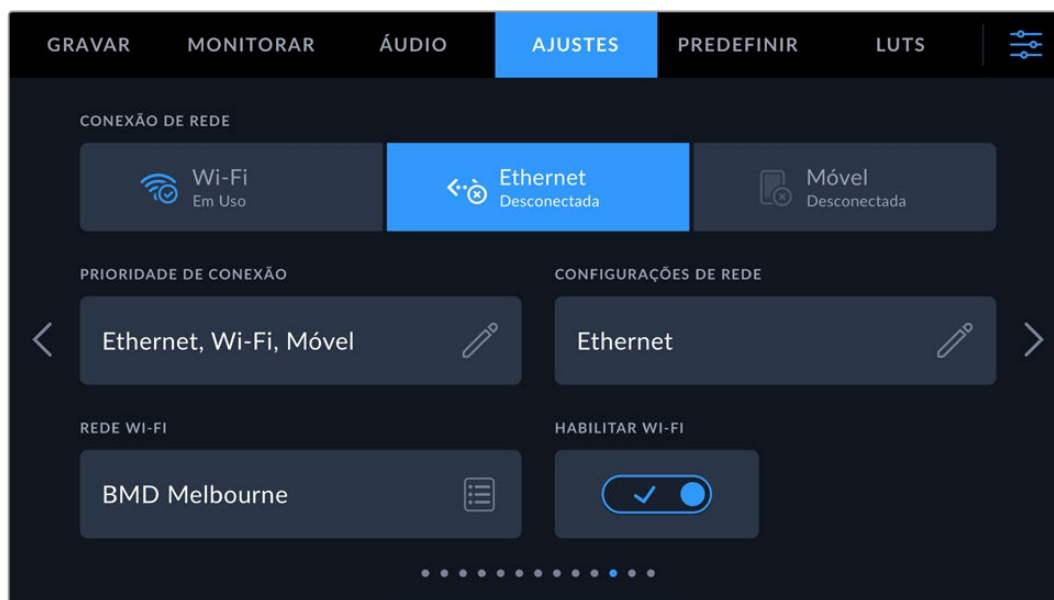 GRAVAR MONITORAR ÁUDIO AJUSTES PREDEFINIR LUTS
CONEXÃO DE REDE
Wi-Fi
Em Uso
Ethernet
Desconectada
Móvel
Desconectada
PRIORIDADE DE CONEXÃO
Ethernet, Wi-Fi, Móvel
CONFIGURAÇÕES DE REDE
Ethernet
REDE WI-FI
BMD Melbourne
HABILITAR WI-FI